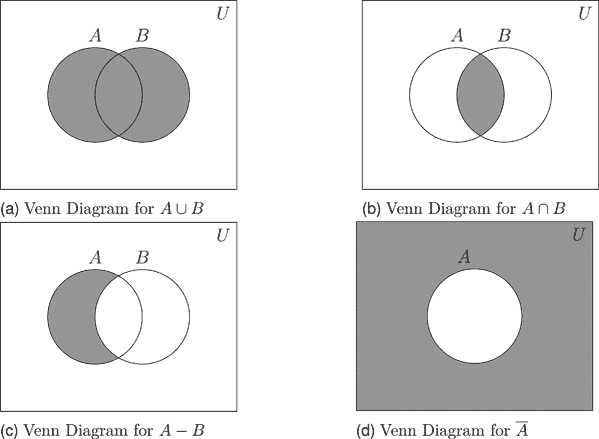 U
A B
(a) Venn Diagram for A ∪ B
U
A B
(b) Venn Diagram for A ∩ B
U
A B
(c) Venn Diagram for A − B
U
A
(d) Venn Diagram for A̅